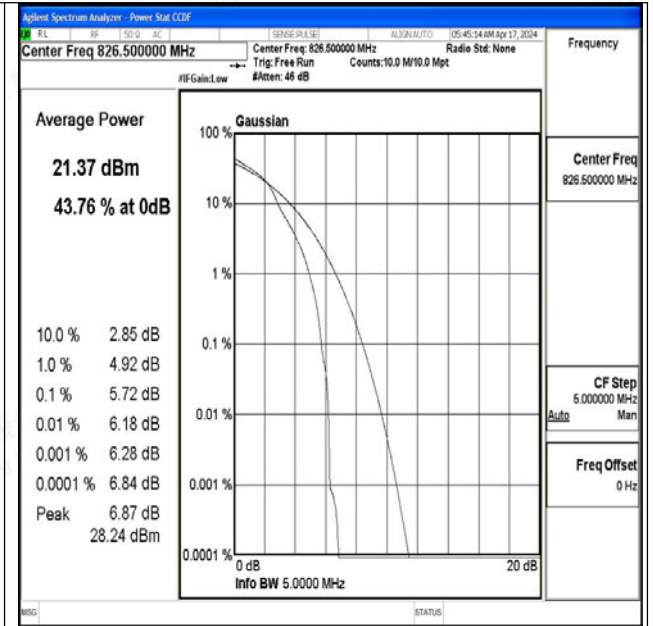 Agilent Spectrum Analyzer - Power Stat CCDF
RL RF 50 Ω AC SENSE:PULSE ALIGN AUTO 05:45:14 AM Apr 17, 2024
Center Freq 826.500000 MHz
Center Freq: 826.500000 MHz Radio Std: None
Trig: Free Run Counts:10.0 M/10.0 Mpt
#IFGain:Low #Atten: 46 dB
Frequency
Average Power
21.37 dBm
43.76 % at 0dB
10.0 % 2.85 dB
1.0 % 4.92 dB
0.1 % 5.72 dB
0.01 % 6.18 dB
0.001 % 6.28 dB
0.0001 % 6.84 dB
Peak 6.87 dB
28.24 dBm
Gaussian
100 %
10 %
1 %
0.1 %
0.01 %
0.001 %
0.0001 %
0 dB 20 dB
Info BW 5.0000 MHz
Center Freq
826.500000 MHz
CF Step
5.000000 MHz
Auto Man
Freq Offset
0 Hz
MSG STATUS